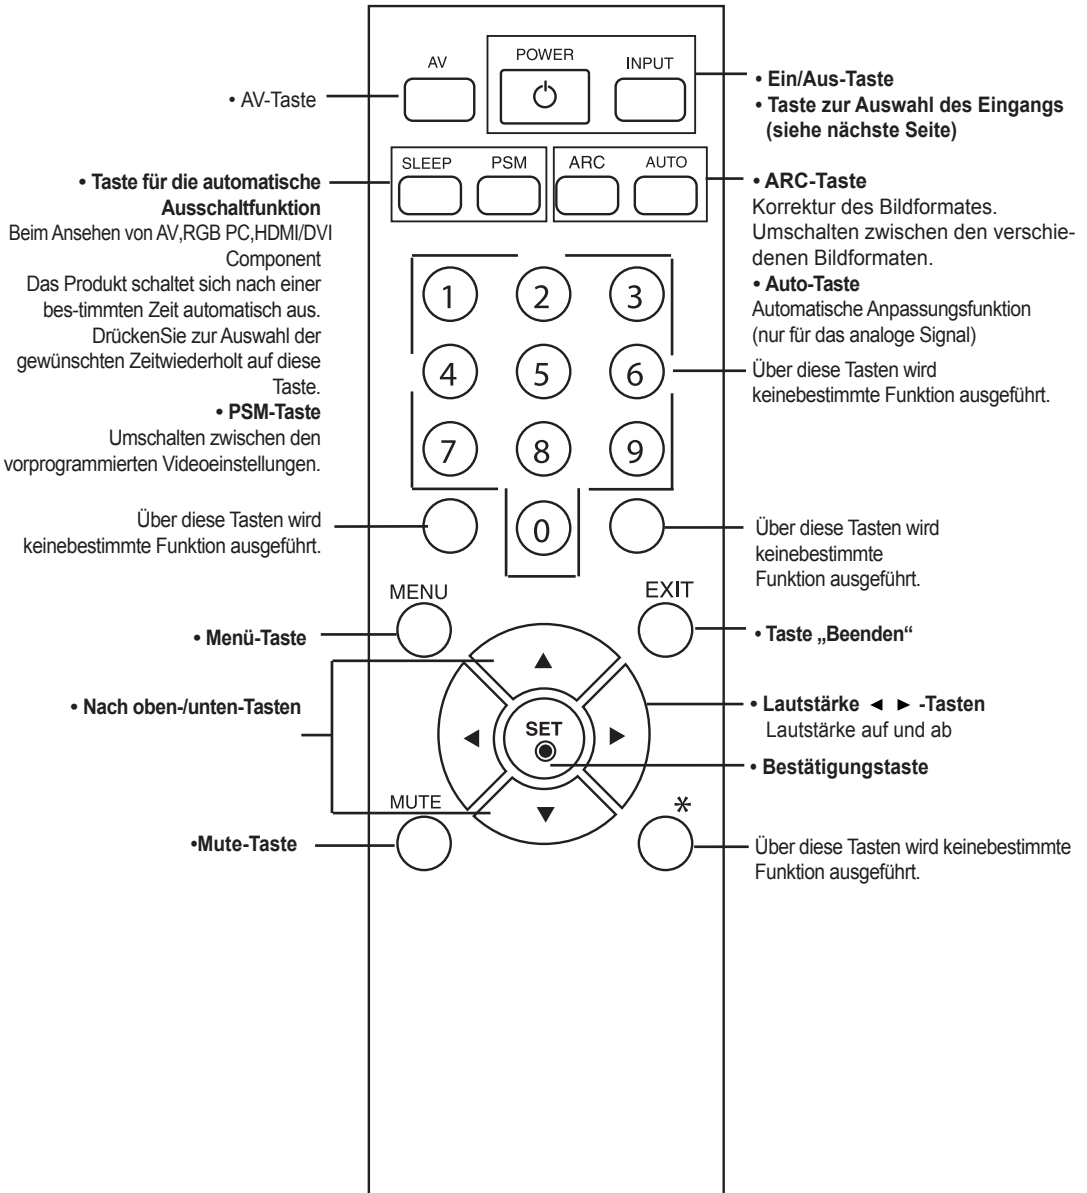 AV
POWER
INPUT
• AV-Taste
• Ein/Aus-Taste
• Taste zur Auswahl des Eingangs
(siehe nächste Seite)
SLEEP
PSM
ARC
AUTO
• Taste für die automatische
Ausschaltfunktion
Beim Ansehen von AV,RGB PC,HDMI/DVI
Component
Das Produkt schaltet sich nach einer
bes-timmten Zeit automatisch aus.
DrückenSie zur Auswahl der
gewünschten Zeitwiederholt auf diese
Taste.
• PSM-Taste
Umschalten zwischen den
vorprogrammierten Videoeinstellungen.
• ARC-Taste
Korrektur des Bildformates.
Umschalten zwischen den verschie-
denen Bildformaten.
• Auto-Taste
Automatische Anpassungsfunktion
(nur für das analoge Signal)
1 2 3
4 5 6
7 8 9
0
Über diese Tasten wird
keinebestimmte Funktion ausgeführt.
Über diese Tasten wird
keinebestimmte Funktion ausgeführt.
Über diese Tasten wird
keinebestimmte
Funktion ausgeführt.
MENU
EXIT
• Menü-Taste
• Taste „Beenden“
• Nach oben-/unten-Tasten
▲
◄ SET ►
▼
• Lautstärke ◄ ► -Tasten
Lautstärke auf und ab
• Bestätigungstaste
MUTE
*
•Mute-Taste
Über diese Tasten wird keinebestimmte
Funktion ausgeführt.